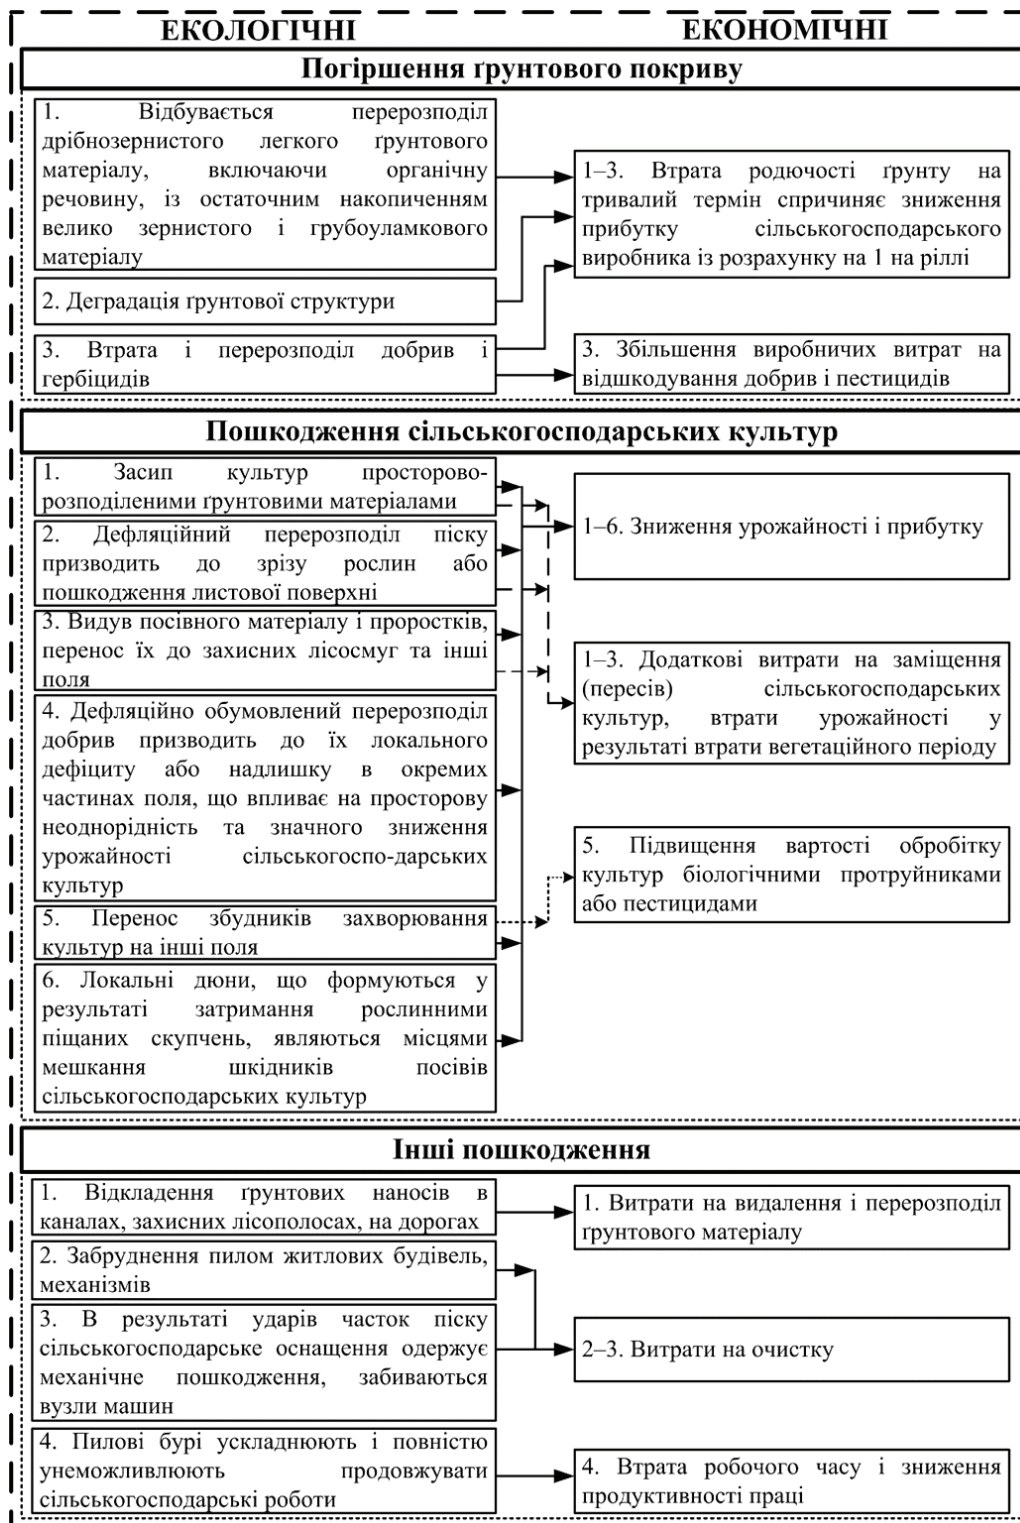 ЕКОЛОГІЧНІ
ЕКОНОМІЧНІ
Погіршення ґрунтового покриву
1. Відбувається перерозподіл
дрібнозернистого легкого ґрунтового
матеріалу, включаючи органічну
речовину, із остаточним накопиченням
велико зернистого і грубоуламкового
матеріалу
2. Деградація ґрунтової структури
3. Втрата і перерозподіл добрив і
гербіцидів
1–3. Втрата родючості ґрунту на
тривалий термін спричиняє зниження
прибутку сільськогосподарського
виробника із розрахунку на 1 на ріллі
3. Збільшення виробничих витрат на
відшкодування добрив і пестицидів
Пошкодження сільськогосподарських культур
1. Засип культур просторово-
розподіленими ґрунтовими матеріалами
2. Дефляційний перерозподіл піску
призводить до зрізу рослин або
пошкодження листової поверхні
3. Видув посівного матеріалу і проростків,
перенос їх до захисних лісосмуг та інші
поля
4. Дефляційно обумовлений перерозподіл
добрив призводить до їх локального
дефіциту або надлишку в окремих
частинах поля, що впливає на просторову
неоднорідність та значного зниження
урожайності сільськогоспо-дарських
культур
5. Перенос збудників захворювання
культур на інші поля
6. Локальні дюни, що формуються у
результаті затримання рослинними
піщаних скупчень, являються місцями
мешкання шкідників посівів
сільськогосподарських культур
1–6. Зниження урожайності і прибутку
1–3. Додаткові витрати на заміщення
(пересів) сільськогосподарських
культур, втрати урожайності у
результаті втрати вегетаційного періоду
5. Підвищення вартості обробітку
культур біологічними протруйниками
або пестицидами
Інші пошкодження
1. Відкладення ґрунтових наносів в
каналах, захисних лісополосах, на дорогах
2. Забруднення пилом житлових будівель,
механізмів
3. В результаті ударів часток піску
сільськогосподарське оснащення одержує
механічне пошкодження, забиваються
вузли машин
4. Пилові бурі ускладнюють і повністю
унеможливлюють продовжувати
сільськогосподарські роботи
1. Витрати на видалення і перерозподіл
ґрунтового матеріалу
2–3. Витрати на очистку
4. Втрата робочого часу і зниження
продуктивності праці